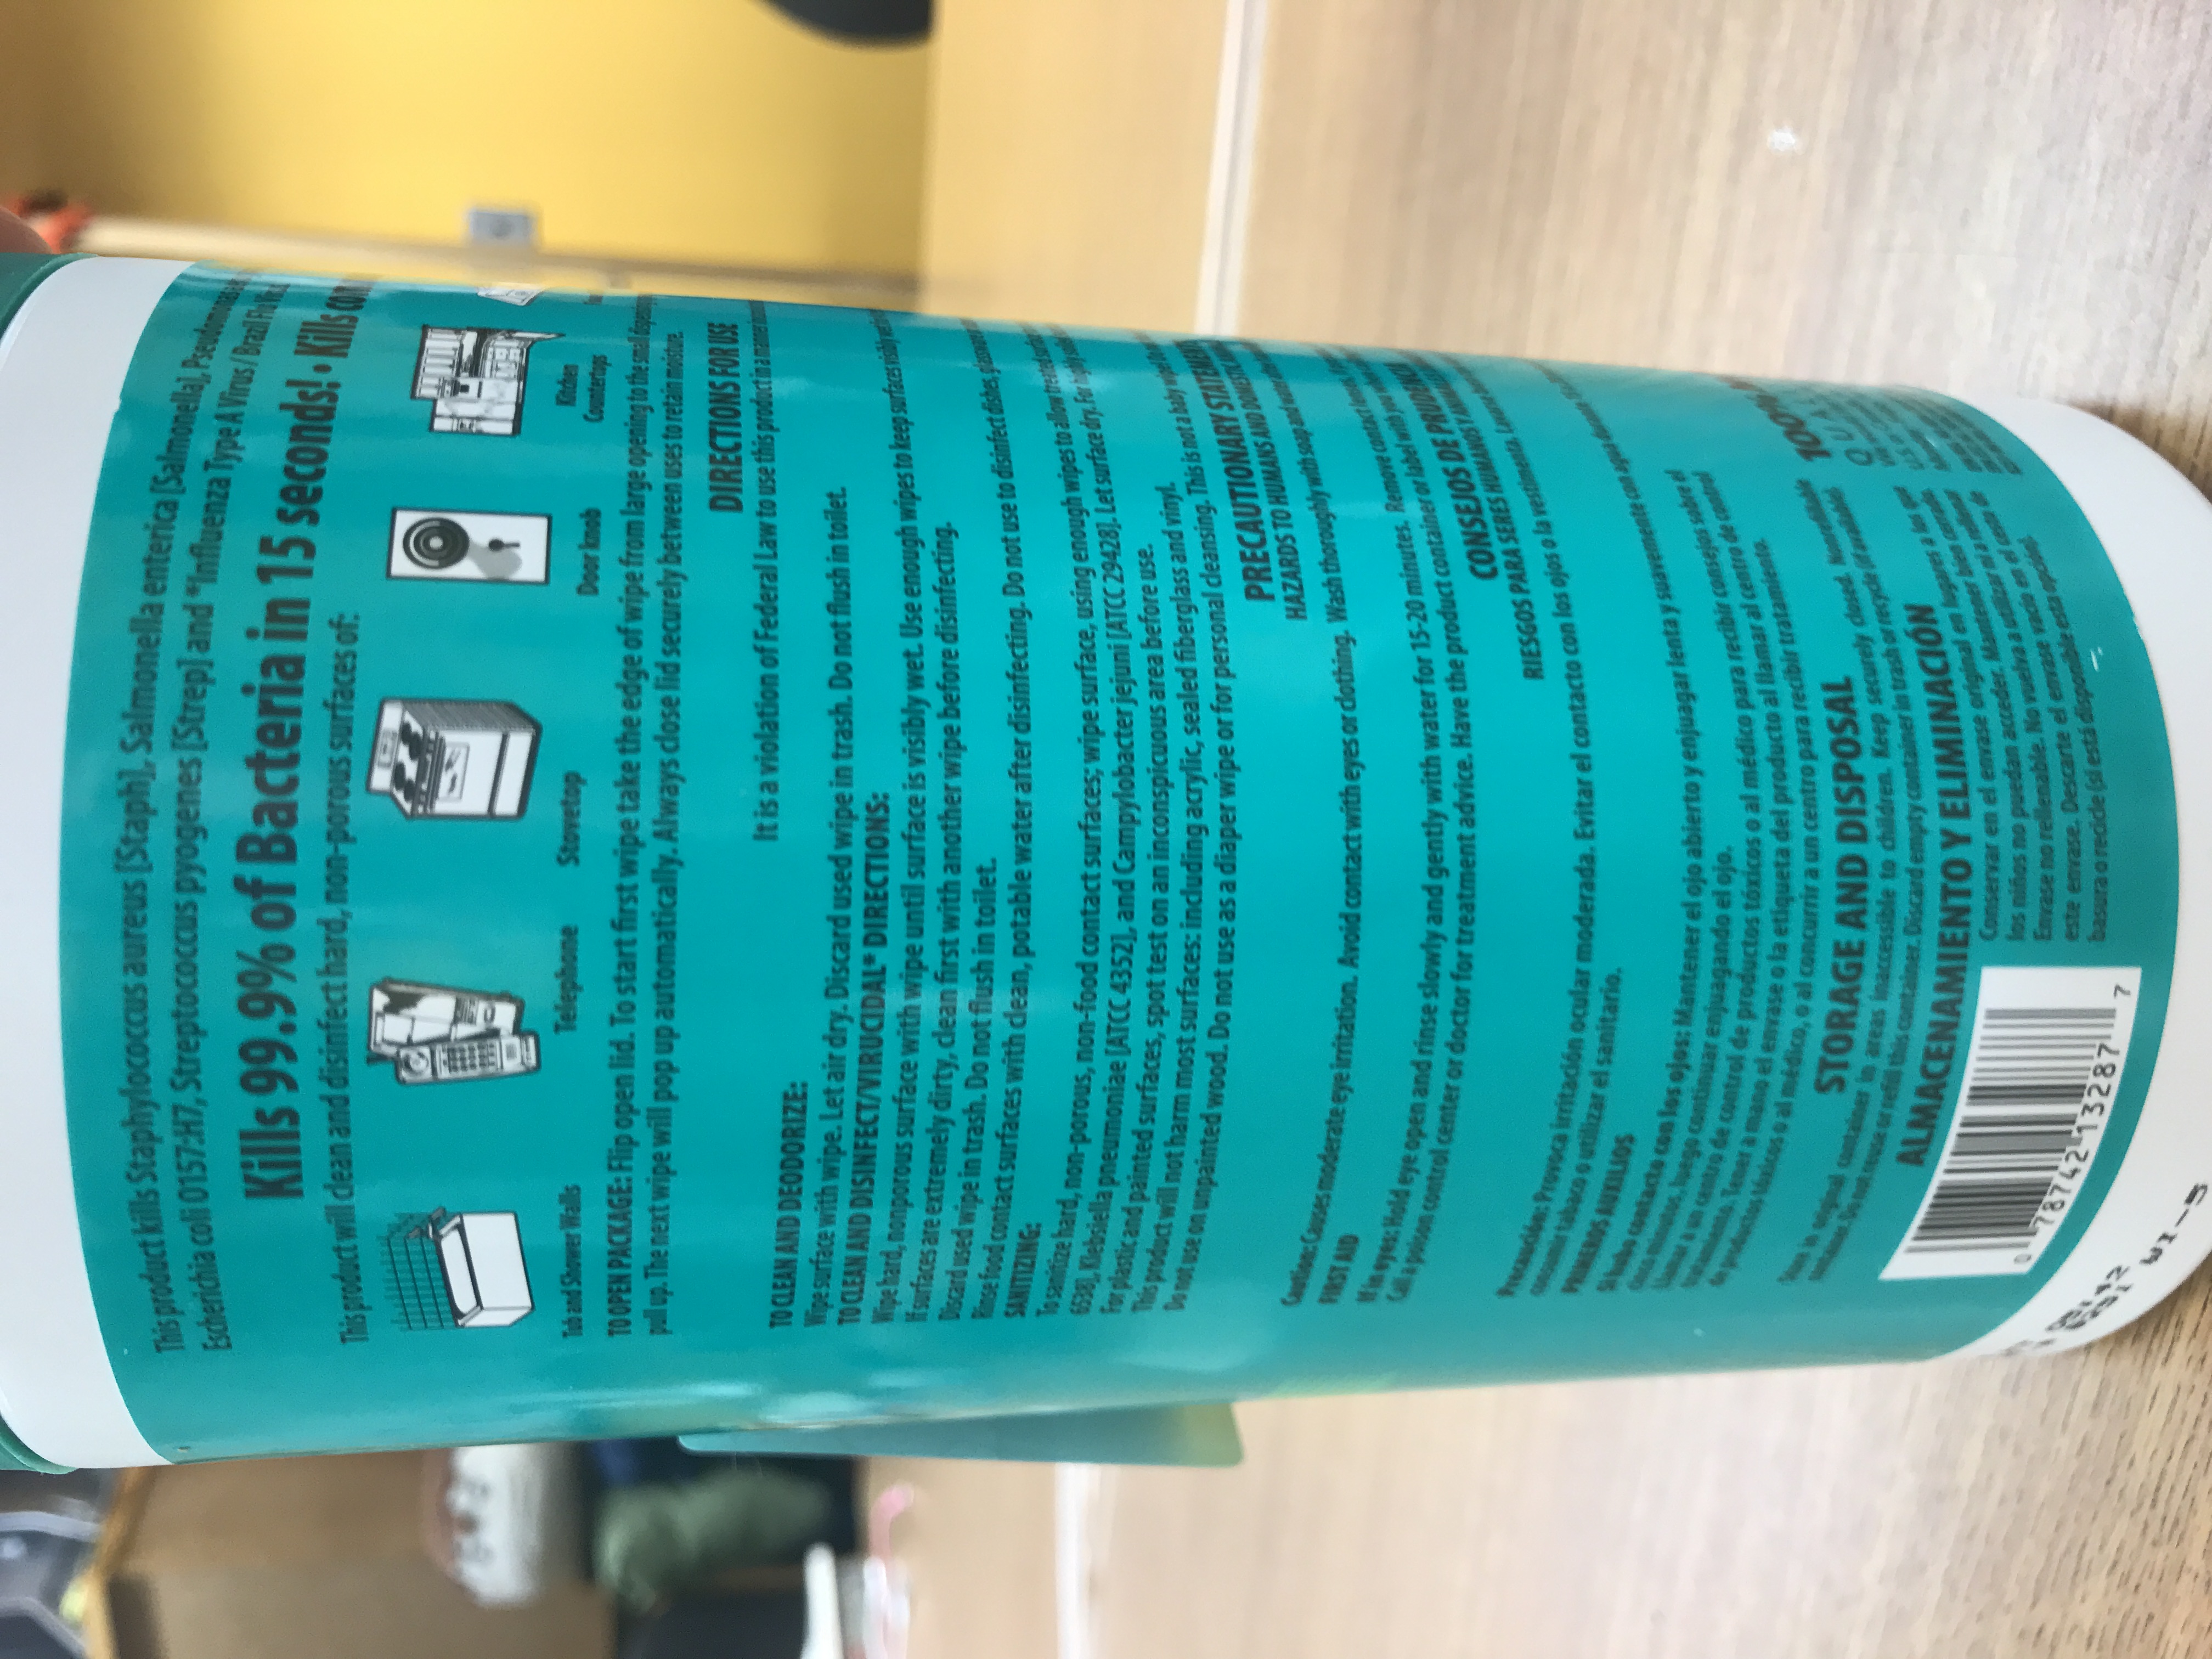 This product kills Staphylococcus aureus [Staph], Salmonella enterica [Salmonella], Pseudomonas
Escherichia coli O157:H7, Streptococcus pyogenes [Strep] and *Influenza Type A Virus / Brazil Flu
Kills 99.9% of Bacteria in 15 seconds! • Kills
This product will clean and disinfect hard, non-porous surfaces of:
Tub and Shower Walls Telephone Stovetop Door knob Kitchen Countertops
TO OPEN PACKAGE: Flip open lid. To start first wipe take the edge of wipe from large opening to the small
pull up. The next wipe will pop up automatically. Always close lid securely between uses to retain moisture.
DIRECTIONS FOR USE
It is a violation of Federal Law to use this product in a manner
TO CLEAN AND DEODORIZE:
Wipe surface with wipe. Let air dry. Discard used wipe in trash. Do not flush in toilet.
TO CLEAN AND DISINFECT/VIRUCIDAL* DIRECTIONS:
Wipe hard, nonporous surface with wipe until surface is visibly wet. Use enough wipes to keep surfaces visibly wet
If surfaces are extremely dirty, clean first with another wipe before disinfecting.
Discard used wipe in trash. Do not flush in toilet.
Rinse food contact surfaces with clean, potable water after disinfecting. Do not use to disinfect dishes, glassware
SANITIZING:
To sanitize hard, non-porous, non-food contact surfaces; wipe surface, using enough wipes to allow treated surface
6538], Klebsiella pneumoniae [ATCC 4352], and Campylobacter jejuni [ATCC 29428]. Let surface dry. For highly
For plastic and painted surfaces, spot test on an inconspicuous area before use.
This product will not harm most surfaces: including acrylic, sealed fiberglass and vinyl.
Do not use on unpainted wood. Do not use as a diaper wipe or for personal cleansing. This is not a baby wipe!
PRECAUTIONARY STATEMENT
HAZARDS TO HUMANS AND DOMESTIC
Caution: Causes moderate eye irritation. Avoid contact with eyes or clothing. Wash thoroughly with soap and water after
FIRST AID
If in eyes: Hold eye open and rinse slowly and gently with water for 15-20 minutes. Remove contact lenses,
Call a poison control center or doctor for treatment advice. Have the product container or label with you when
CONSEJOS DE PRUDENCIA
RIESGOS PARA SERES HUMANOS Y ANIMALES
Precaución: Provoca irritación ocular moderada. Evitar el contacto con los ojos o la vestimenta. Lavarse
consumir tabaco o utilizar el sanitario.
PRIMEROS AUXILIOS
Si hubo contacto con los ojos: Mantener el ojo abierto y enjuagar lenta y suavemente con agua durante
cinco minutos, luego continuar enjuagando el ojo.
Llamar a un centro de control de productos tóxicos o al médico para recibir consejos sobre el
tratamiento. Tener a mano el envase o la etiqueta del producto al llamar al centro de control
de productos tóxicos o al médico, o al concurrir a un centro para recibir tratamiento.
STORAGE AND DISPOSAL
Store in original container in areas inaccessible to children. Keep securely closed. Nonrefillable
container. Do not reuse or refill this container. Discard empty container in trash or recycle (if available).
ALMACENAMIENTO Y ELIMINACIÓN
Conservar en el envase original en lugares a los que
los niños no puedan acceder. Mantener bien cerrado.
Envase no rellenable. No vuelva a utilizar ni a rellenar
este envase. Descarte el envase vacío en el cesto de
basura o recicle (si está disponible esta opción).
100%
0 78742 13287 7
05:42
WI-5